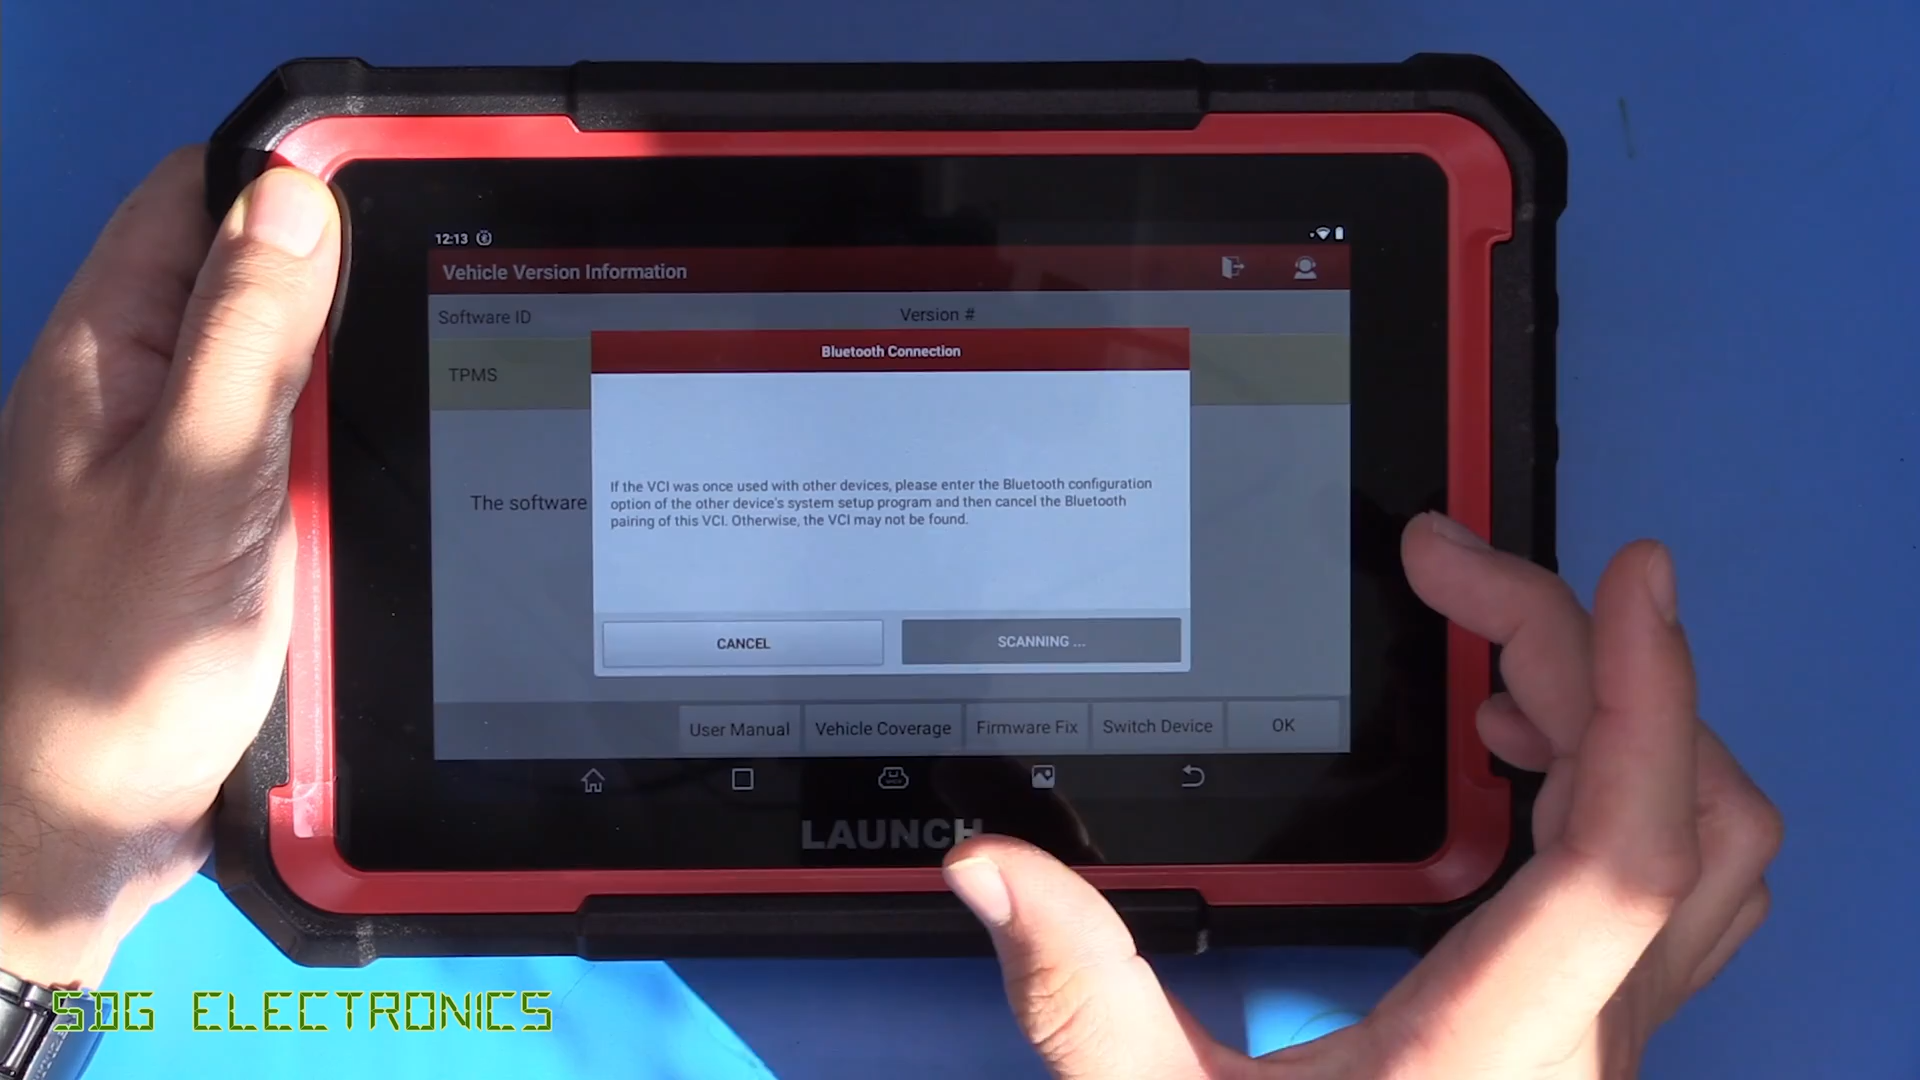 12:13
Vehicle Version Information
Software ID
Version #
Bluetooth Connection
TPMS
If the VCI was once used with other devices, please enter the Bluetooth configuration
option of the other device's system setup program and then cancel the Bluetooth
pairing of this VCI. Otherwise, the VCI may not be found.
The software
CANCEL
SCANNING ...
User Manual
Vehicle Coverage
Firmware Fix
Switch Device
OK
LAUNCH
SDG ELECTRONICS